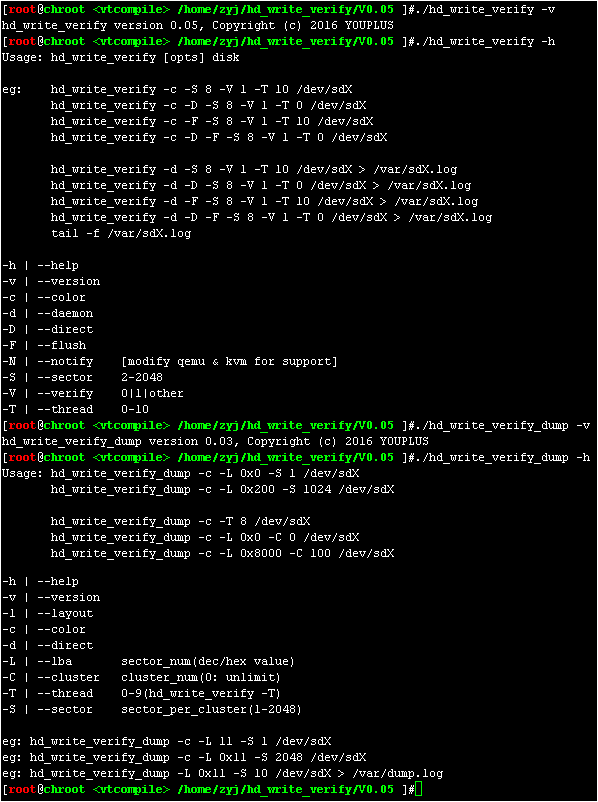 [root@chroot <vtcompile> /home/zyj/hd_write_verify/V0.05 ]#./hd_write_verify -v
hd_write_verify version 0.05, Copyright (c) 2016 YOUPLUS
[root@chroot <vtcompile> /home/zyj/hd_write_verify/V0.05 ]#./hd_write_verify -h
Usage: hd_write_verify [opts] disk
eg:    hd_write_verify -c -S 8 -V 1 -T 10 /dev/sdX
       hd_write_verify -c -D -S 8 -V 1 -T 0 /dev/sdX
       hd_write_verify -c -F -S 8 -V 1 -T 10 /dev/sdX
       hd_write_verify -c -D -F -S 8 -V 1 -T 0 /dev/sdX
       hd_write_verify -d -S 8 -V 1 -T 10 /dev/sdX > /var/sdX.log
       hd_write_verify -d -D -S 8 -V 1 -T 0 /dev/sdX > /var/sdX.log
       hd_write_verify -d -F -S 8 -V 1 -T 10 /dev/sdX > /var/sdX.log
       hd_write_verify -d -D -F -S 8 -V 1 -T 0 /dev/sdX > /var/sdX.log
       tail -f /var/sdX.log
-h | --help
-v | --version
-c | --color
-d | --daemon
-D | --direct
-F | --flush
-N | --notify    [modify qemu & kvm for support]
-S | --sector    2-2048
-V | --verify    0|1|other
-T | --thread    0-10
[root@chroot <vtcompile> /home/zyj/hd_write_verify/V0.05 ]#./hd_write_verify_dump -v
hd_write_verify_dump version 0.03, Copyright (c) 2016 YOUPLUS
[root@chroot <vtcompile> /home/zyj/hd_write_verify/V0.05 ]#./hd_write_verify_dump -h
Usage: hd_write_verify_dump -c -L 0x0 -S 1 /dev/sdX
       hd_write_verify_dump -c -L 0x200 -S 1024 /dev/sdX
       hd_write_verify_dump -c -T 8 /dev/sdX
       hd_write_verify_dump -c -L 0x0 -C 0 /dev/sdX
       hd_write_verify_dump -c -L 0x8000 -C 100 /dev/sdX
-h | --help
-v | --version
-l | --layout
-c | --color
-d | --direct
-L | --lba       sector_num(dec/hex value)
-C | --cluster   cluster_num(0: unlimit)
-T | --thread    0-9(hd_write_verify -T)
-S | --sector    sector_per_cluster(1-2048)
eg: hd_write_verify_dump -c -L 11 -S 1 /dev/sdX
eg: hd_write_verify_dump -c -L 0x11 -S 2048 /dev/sdX
eg: hd_write_verify_dump -L 0x11 -S 10 /dev/sdX > /var/dump.log
[root@chroot <vtcompile> /home/zyj/hd_write_verify/V0.05 ]#